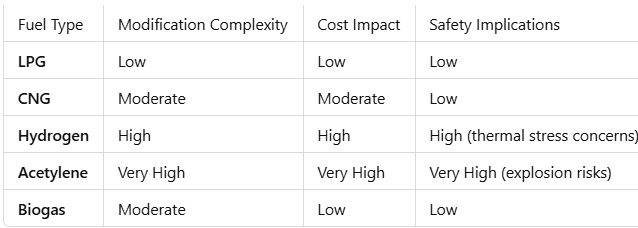 Fuel Type Modification Complexity Cost Impact Safety Implications
LPG Low Low Low
CNG Moderate Moderate Low
Hydrogen High High High (thermal stress concerns)
Acetylene Very High Very High Very High (explosion risks)
Biogas Moderate Low Low